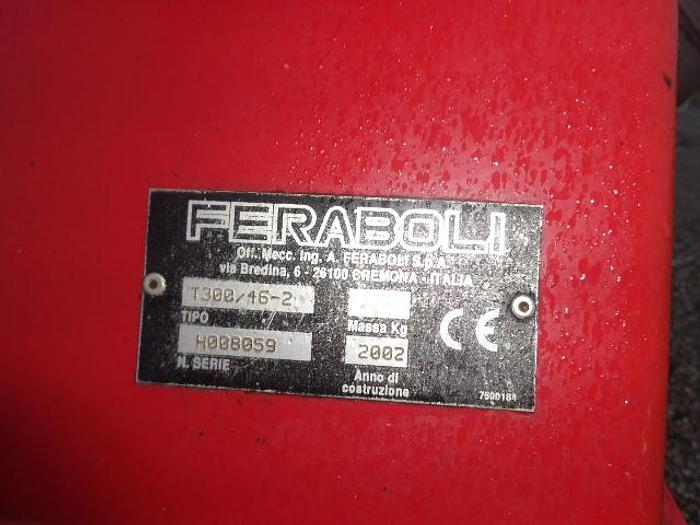 FERABOLI
Off. Mecc. Ing. A. FERABOLI S.p.A.
via Bredina, 6 - 26100 CREMONA - ITALIA
T300/46-2
TIPO
Massa Kg
H008059
N. SERIE
2002
Anno di
costruzione
CE
7500184